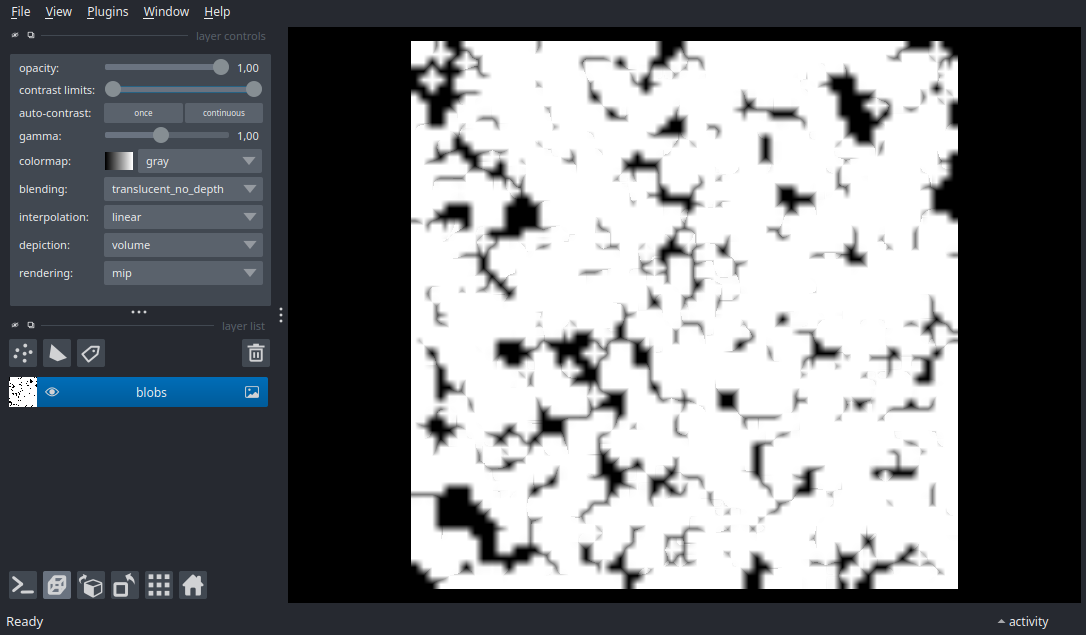 File View Plugins Window Help
layer controls
opacity: 1,00
contrast limits:
auto-contrast: once continuous
gamma: 1,00
colormap: gray
blending: translucent_no_depth
interpolation: linear
depiction: volume
rendering: mip
layer list
blobs
Ready activity